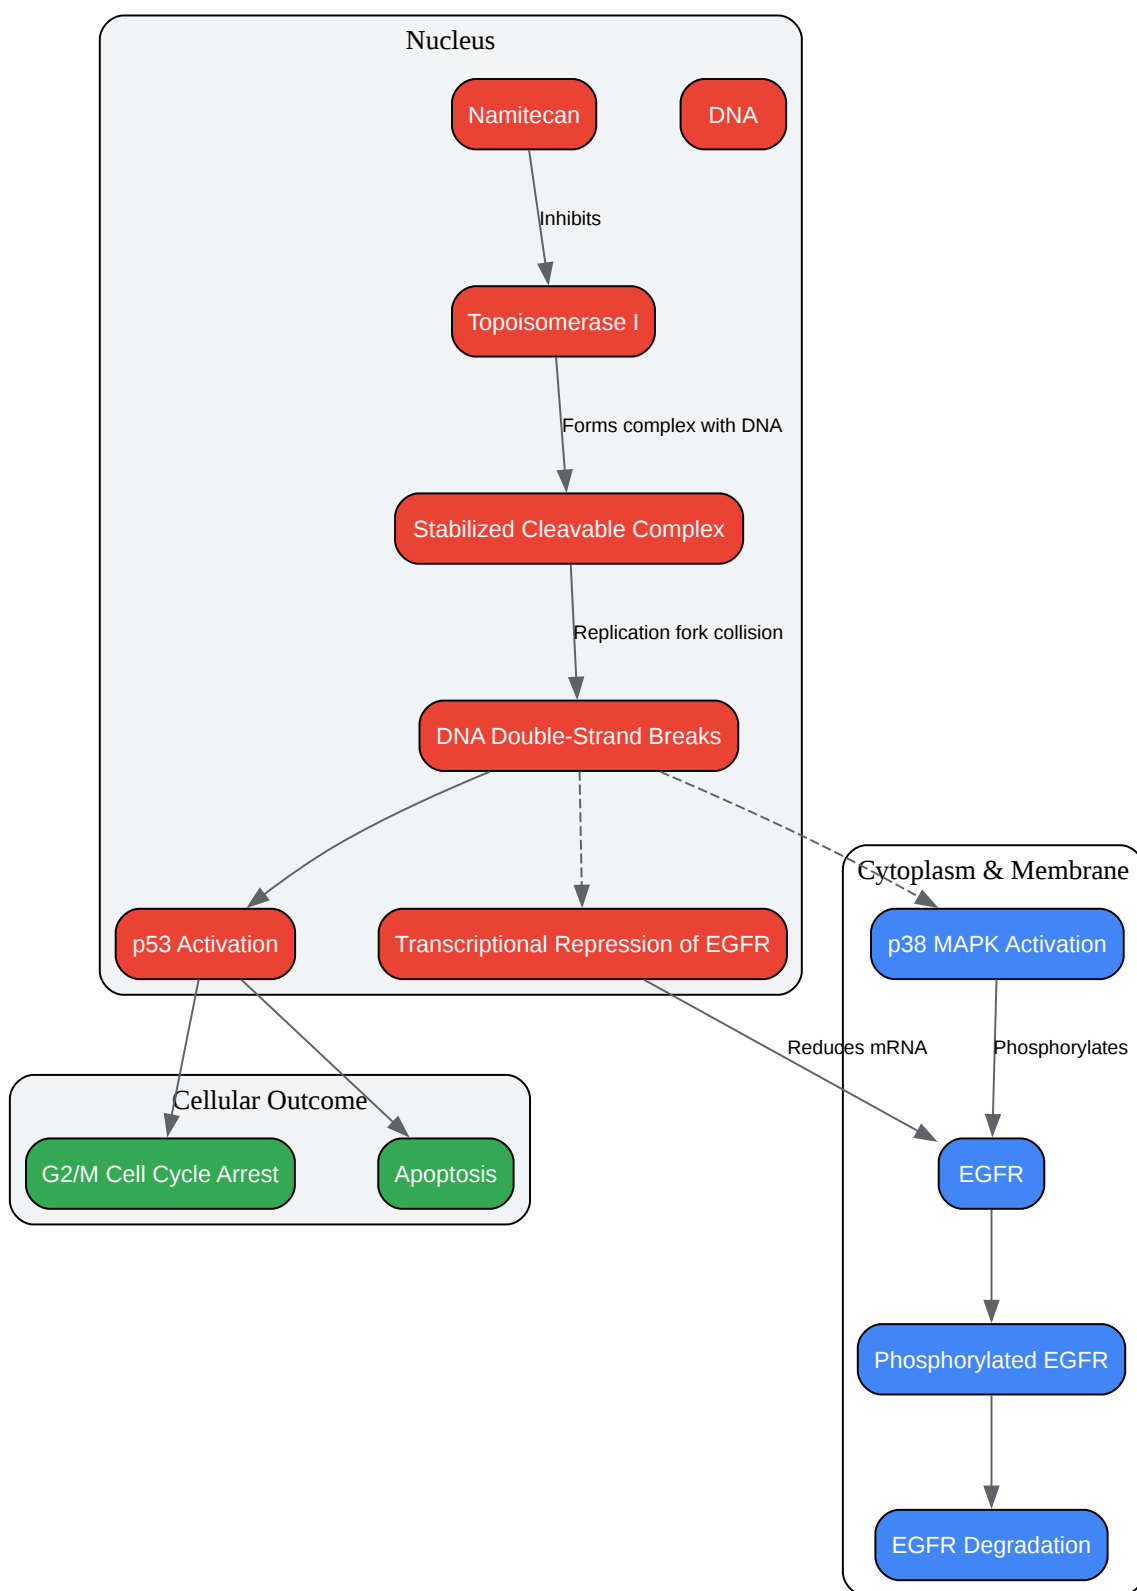 Nucleus
Namitecan
DNA
Inhibits
Topoisomerase I
Forms complex with DNA
Stabilized Cleavable Complex
Replication fork collision
DNA Double-Strand Breaks
Cytoplasm & Membrane
p53 Activation
Transcriptional Repression of EGFR
p38 MAPK Activation
Reduces mRNA
Phosphorylates
Cellular Outcome
G2/M Cell Cycle Arrest
Apoptosis
EGFR
Phosphorylated EGFR
EGFR Degradation